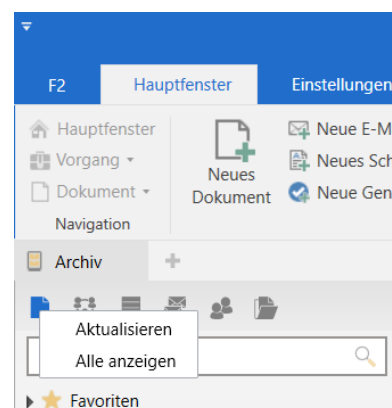 F2 Hauptfenster Einstellungen
Hauptfenster
Vorgang
Dokument
Navigation
Neues
Dokument
Neue E-M
Neues Sch
Neue Gen
Archiv
Aktualisieren
Alle anzeigen
Favoriten